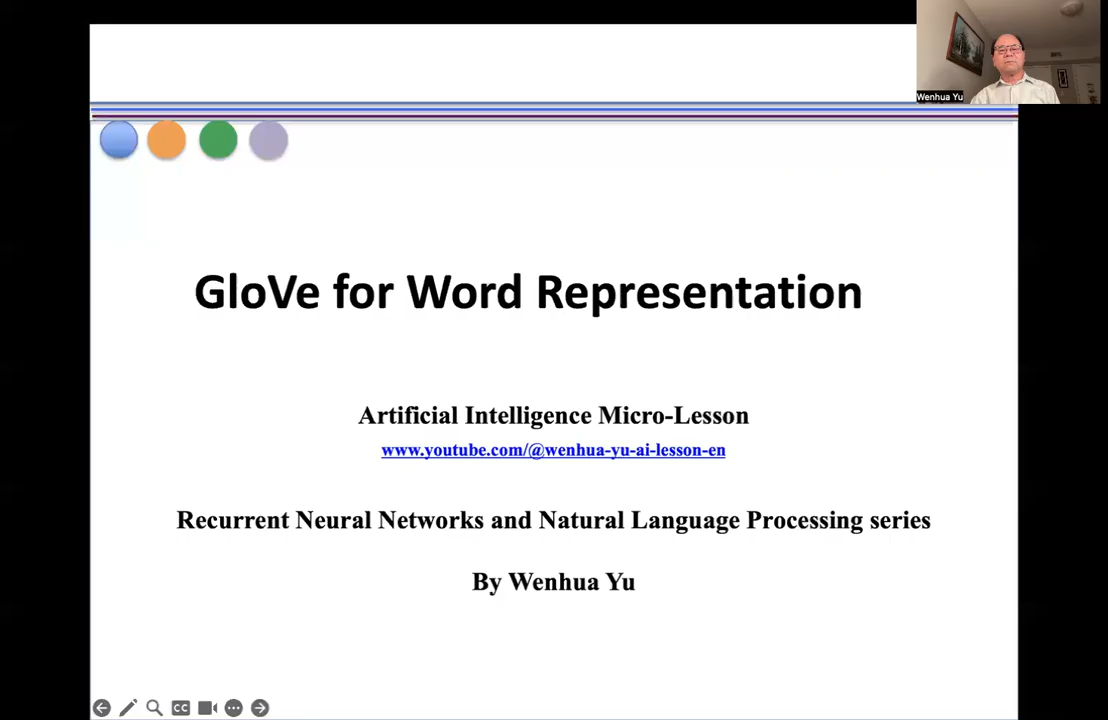 Wenhua Yu
GloVe for Word Representation
Artificial Intelligence Micro-Lesson
www.youtube.com/@wenhua-yu-ai-lesson-en
Recurrent Neural Networks and Natural Language Processing series
By Wenhua Yu
CC